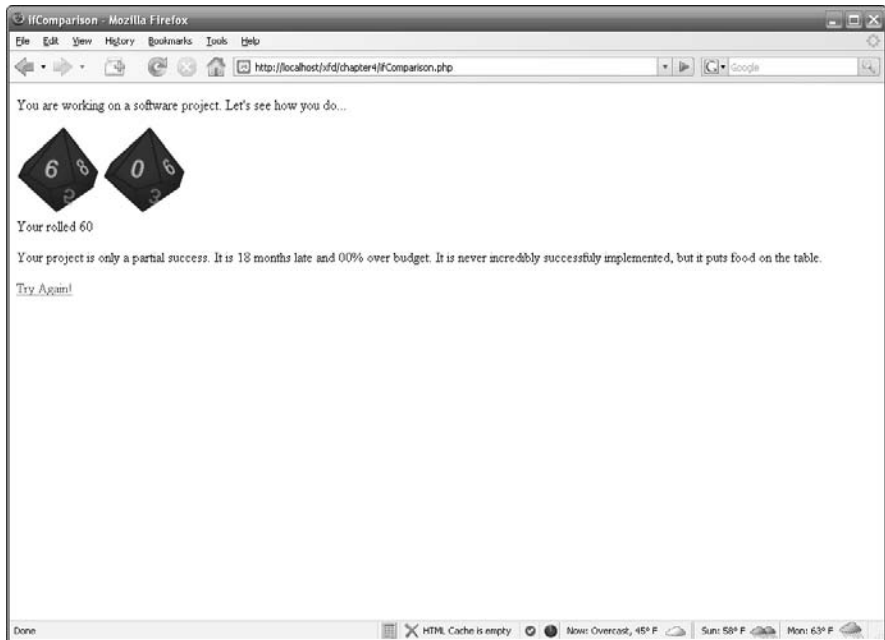 ifComparison - Mozilla Firefox
File Edit View History Bookmarks Tools Help
http://localhost/xfd/chapter4/ifComparison.php
Google
You are working on a software project. Let's see how you do...
6 8 0 6
Your rolled 60
Your project is only a partial success. It is 18 months late and 00% over budget. It is never incredibly successfuly implemented, but it puts food on the table.
Try Again!
Done HTML Cache is empty Now: Overcast, 45° F Sun: 58° F Mon: 63° F